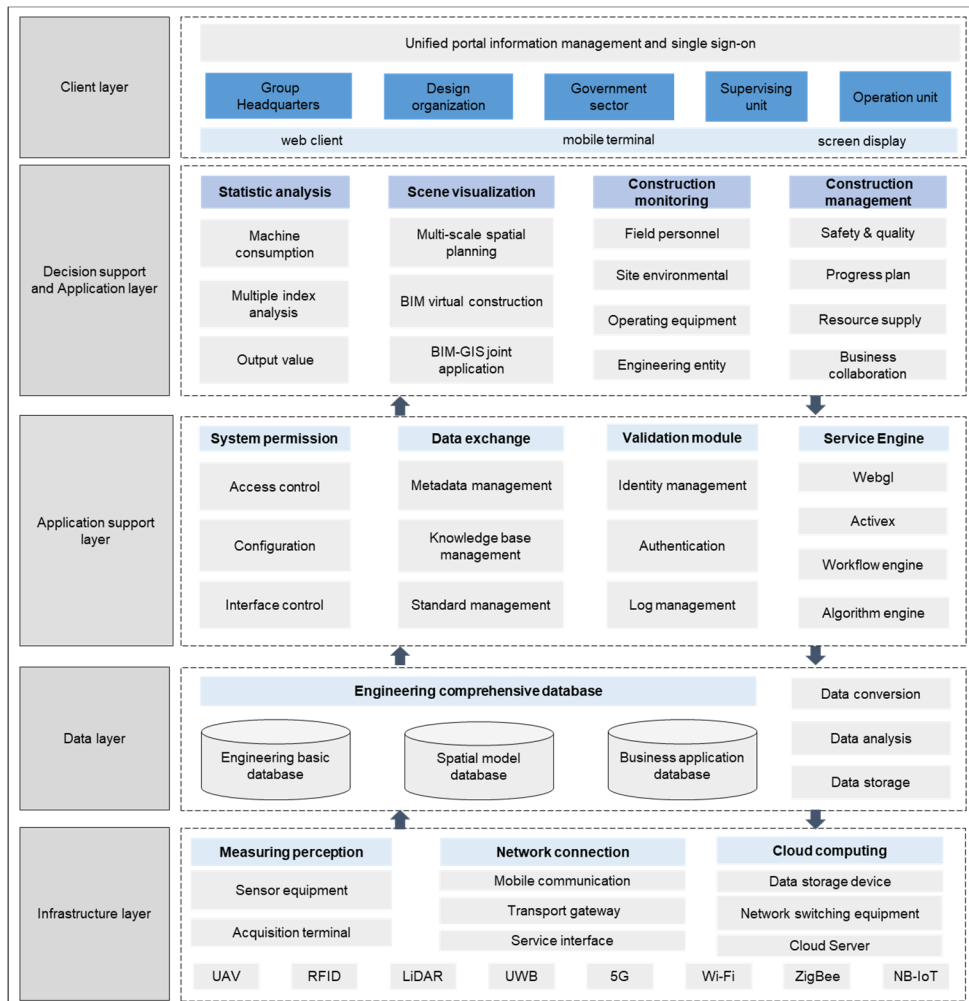 Client layer
Unified portal information management and single sign-on
Group
Headquarters
Design
organization
Government
sector
Supervising
unit
Operation unit
web client
mobile terminal
screen display
Decision support
and Application layer
Statistic analysis
Machine
consumption
Multiple index
analysis
Output value
Scene visualization
Multi-scale spatial
planning
BIM virtual construction
BIM-GIS joint
application
Construction
monitoring
Field personnel
Site environmental
Operating equipment
Engineering entity
Construction
management
Safety & quality
Progress plan
Resource supply
Business
collaboration
Application support
layer
System permission
Access control
Configuration
Interface control
Data exchange
Metadata management
Knowledge base
management
Standard management
Validation module
Identity management
Authentication
Log management
Service Engine
Webgl
Activex
Workflow engine
Algorithm engine
Data layer
Engineering comprehensive database
Engineering basic
database
Spatial model
database
Business application
database
Data conversion
Data analysis
Data storage
Infrastructure layer
Measuring perception
Sensor equipment
Acquisition terminal
Network connection
Mobile communication
Transport gateway
Service interface
Cloud computing
Data storage device
Network switching equipment
Cloud Server
UAV
RFID
LiDAR
UWB
5G
Wi-Fi
ZigBee
NB-IoT